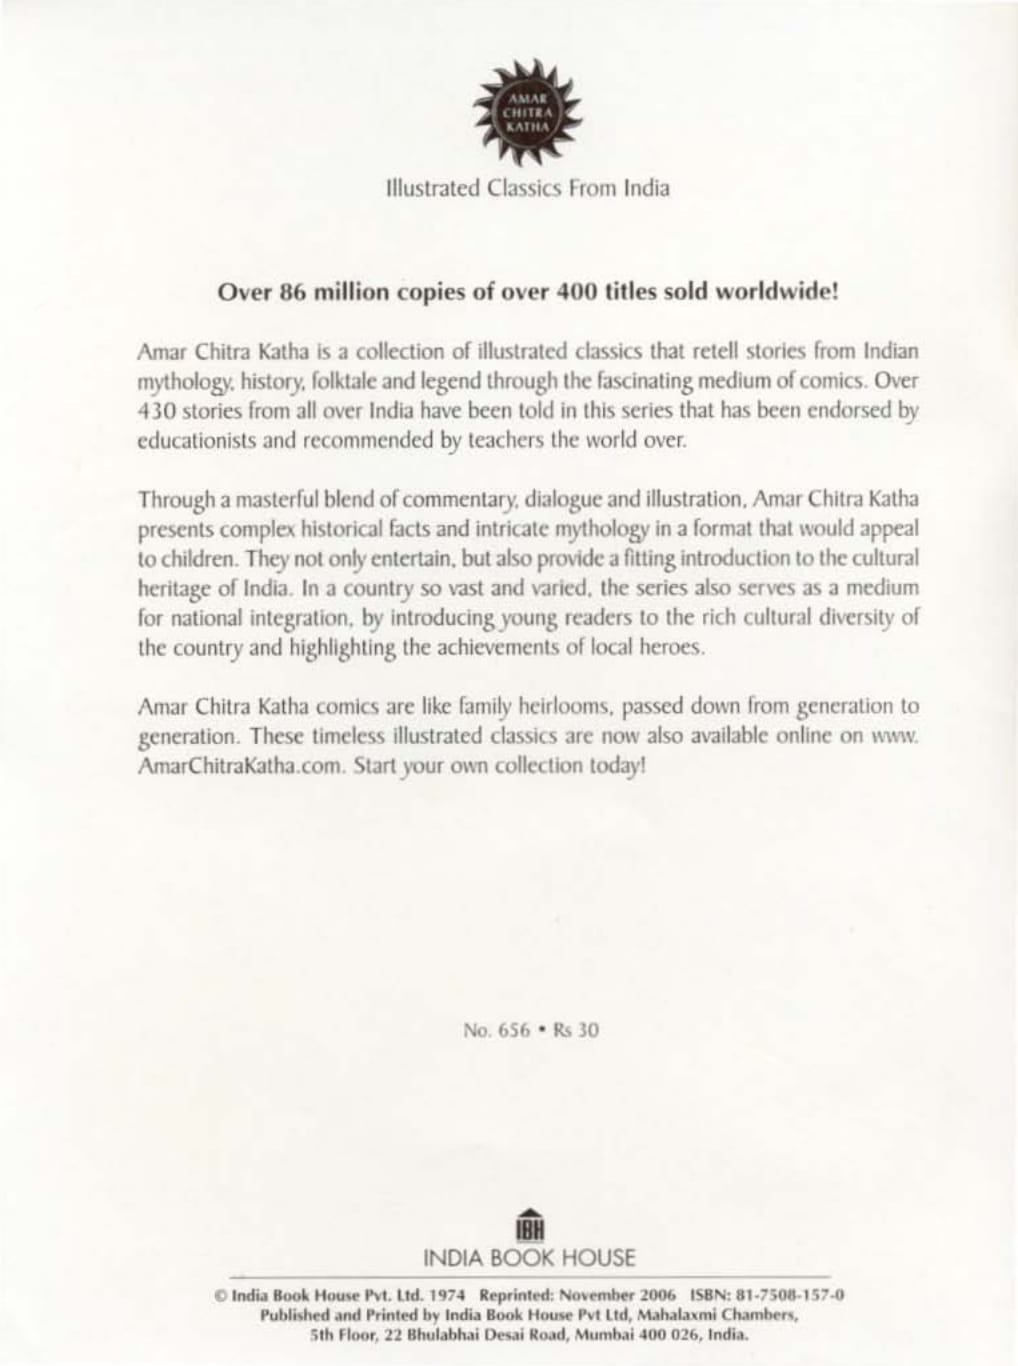 AMAR
CHITRA
KATHA
Illustrated Classics From India
Over 86 million copies of over 400 titles sold worldwide!
Amar Chitra Katha is a collection of illustrated classics that retell stories from Indian
mythology, history, folktale and legend through the fascinating medium of comics. Over
430 stories from all over India have been told in this series that has been endorsed by
educationists and recommended by teachers the world over.
Through a masterful blend of commentary, dialogue and illustration, Amar Chitra Katha
presents complex historical facts and intricate mythology in a format that would appeal
to children. They not only entertain, but also provide a fitting introduction to the cultural
heritage of India. In a country so vast and varied, the series also serves as a medium
for national integration, by introducing young readers to the rich cultural diversity of
the country and highlighting the achievements of local heroes.
Amar Chitra Katha comics are like family heirlooms, passed down from generation to
generation. These timeless illustrated classics are now also available online on www.
AmarChitraKatha.com. Start your own collection today!
No. 656 • Rs 30
IBH
INDIA BOOK HOUSE
© India Book House Pvt. Ltd. 1974 Reprinted: November 2006 ISBN: 81-7508-157-0
Published and Printed by India Book House Pvt Ltd, Mahalaxmi Chambers,
5th Floor, 22 Bhulabhai Desai Road, Mumbai 400 026, India.